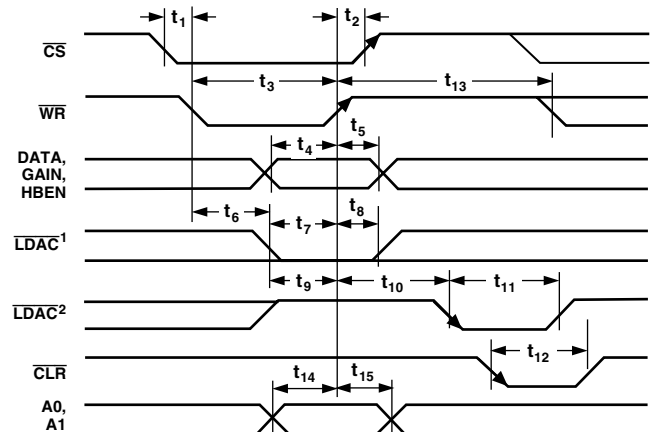 t1 t2
CS
t3 t13
WR
t4 t5
DATA,
GAIN,
HBEN
t6 t7 t8
LDAC1
t9 t10 t11
LDAC2
t12
CLR
t14 t15
A0,
A1